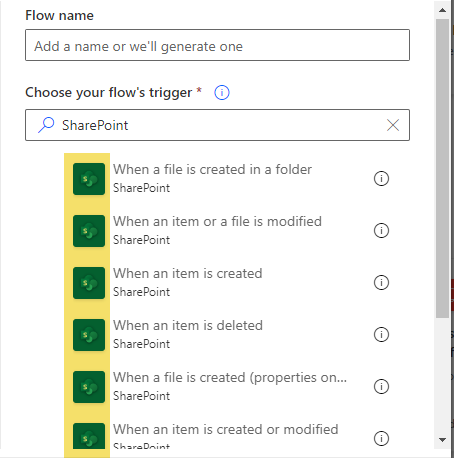 Flow name
Add a name or we'll generate one
Choose your flow's trigger *
SharePoint
When a file is created in a folder
SharePoint
When an item or a file is modified
SharePoint
When an item is created
SharePoint
When an item is deleted
SharePoint
When a file is created (properties on...
SharePoint
When an item is created or modified
SharePoint